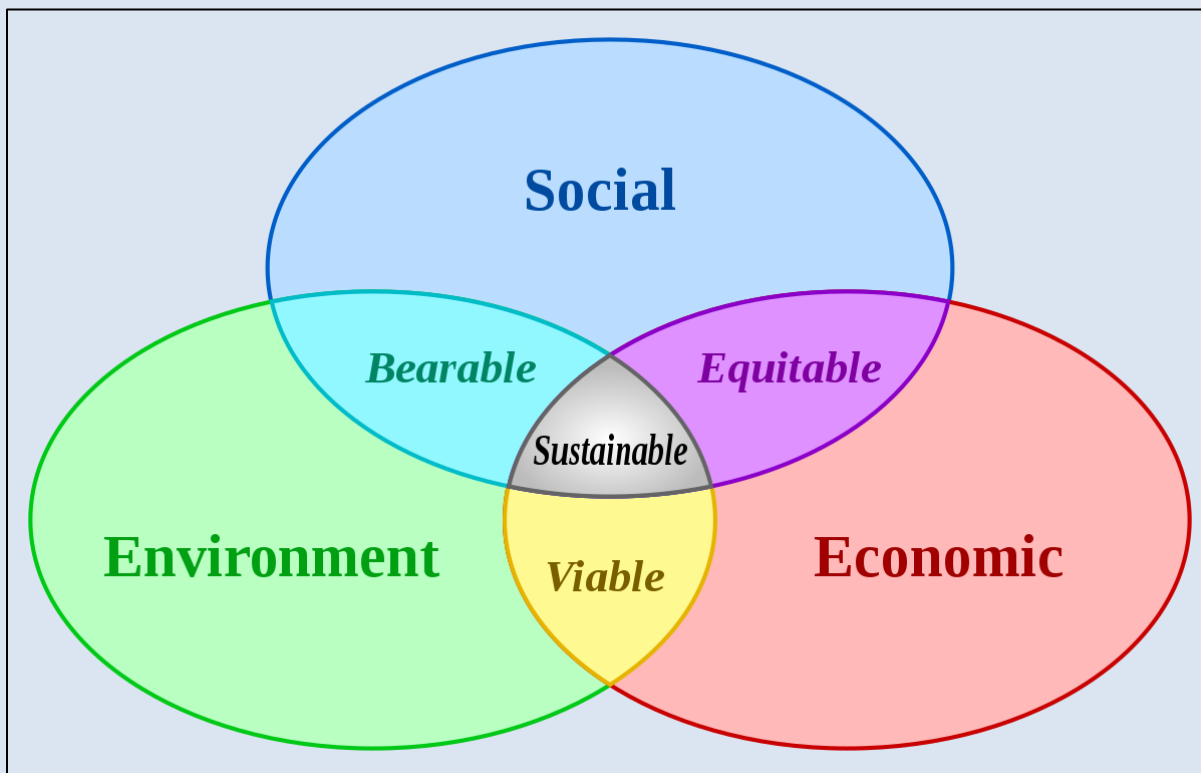 Social
Bearable
Equitable
Sustainable
Environment
Economic
Viable